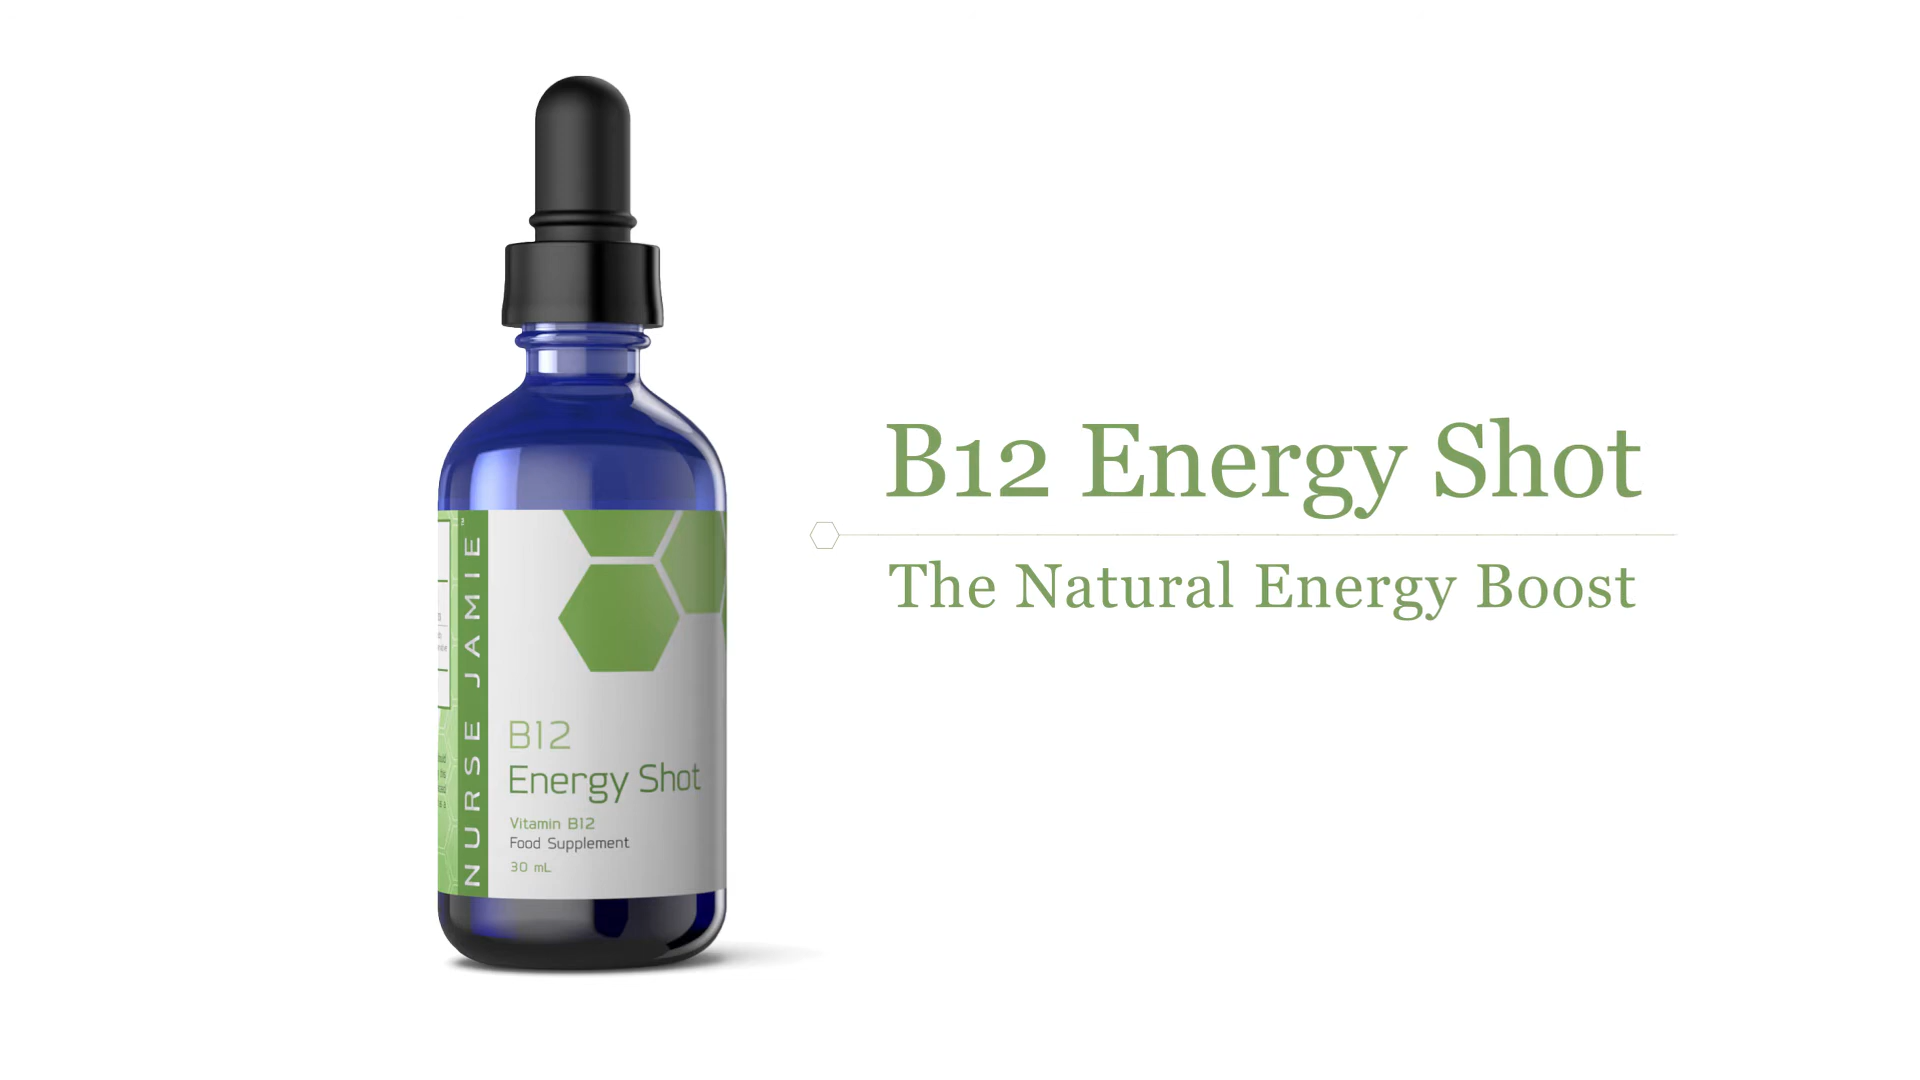 B12 Energy Shot
The Natural Energy Boost
NURSE JAMIE
B12
Energy Shot
Vitamin B12
Food Supplement
30 mL